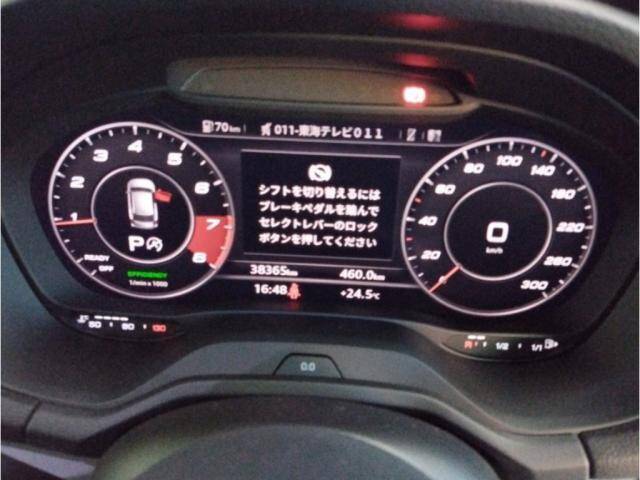 70km 011-東海テレビ011
シフトを切り替えるには
ブレーキペダルを踏んで
セレクトレバーのロック
ボタンを押してください
38365km 460.0km
16:48 +24.5°C
1 2 3 4 5 6 7 8
READY
OFF
P
EFFICIENCY
1/min x 1000
20 40 60 80 100 140 180 220 260 300
0
km/h
50 90 130
R 1/2 1/1
0.0